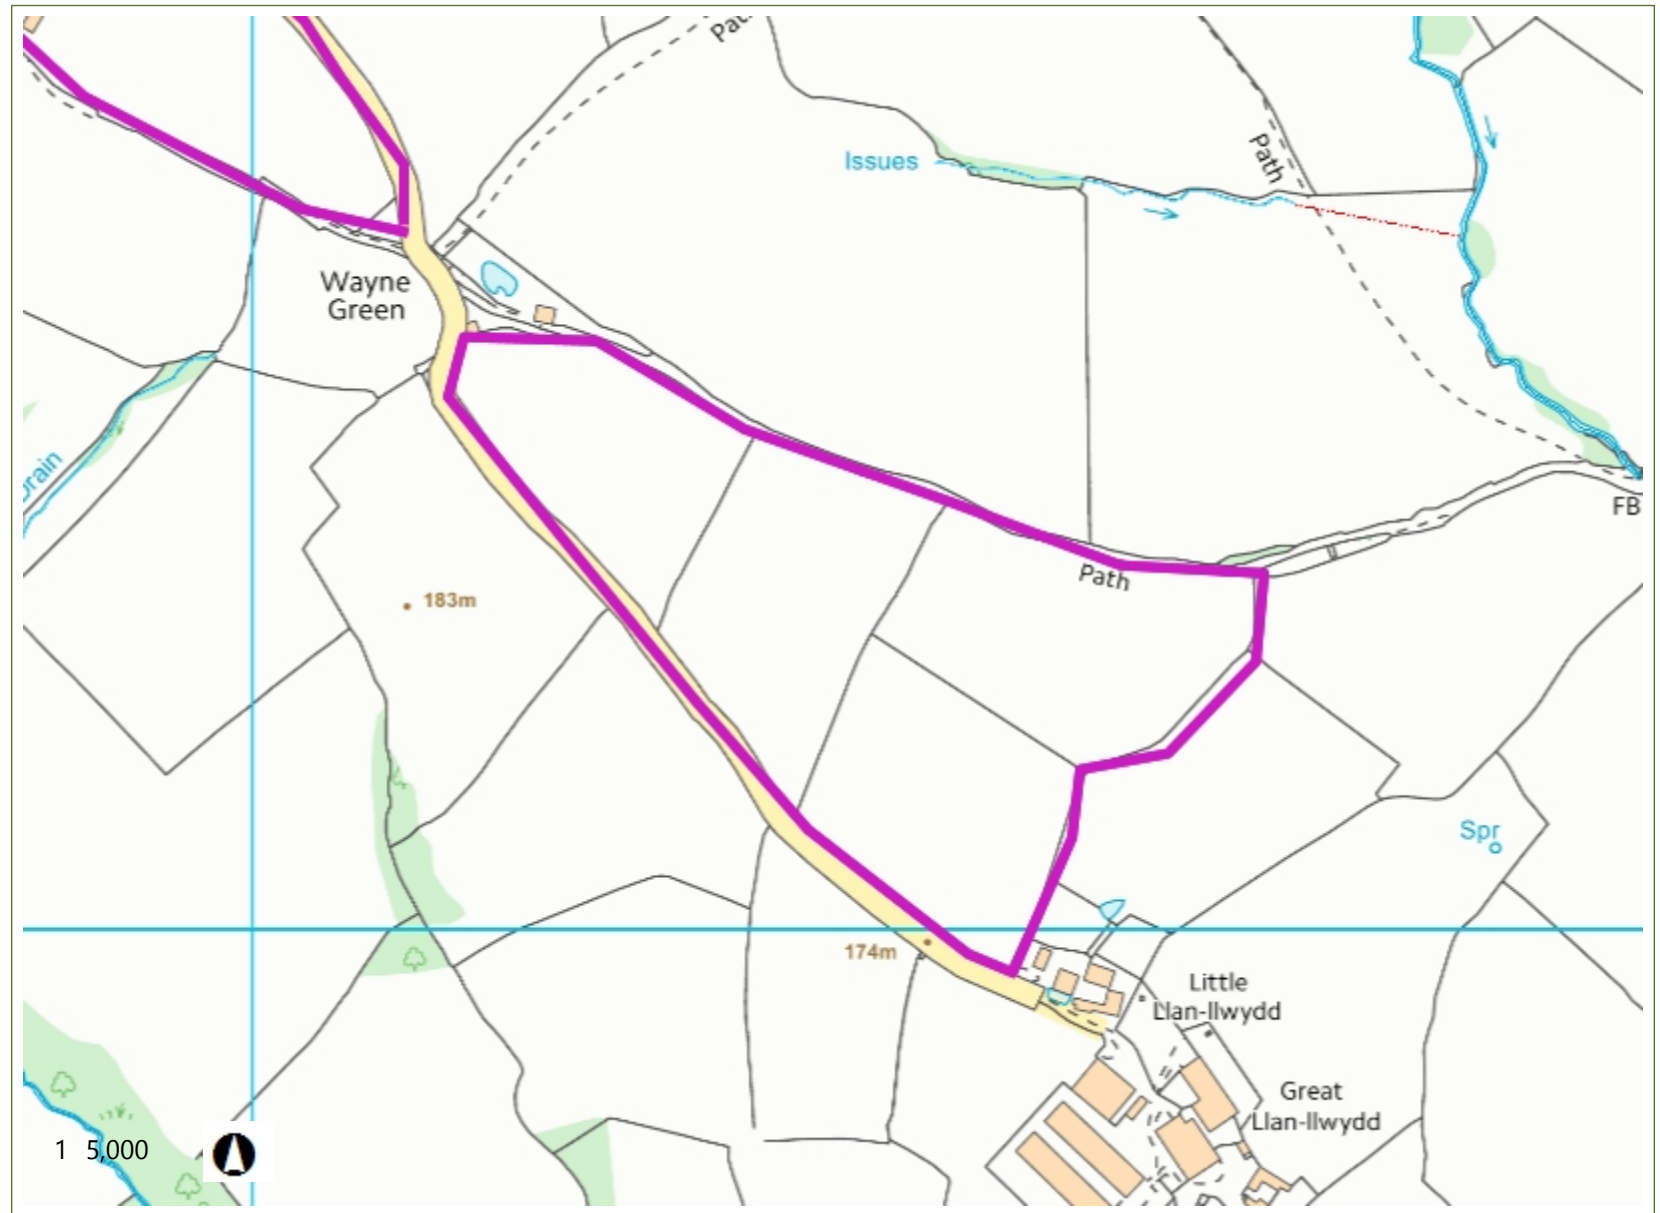 Path
Issues
Path
Wayne
Green
Drain
FB
Path
183m
Spr
174m
Little
Llan-llwydd
Great
Llan-llwydd
1 5,000